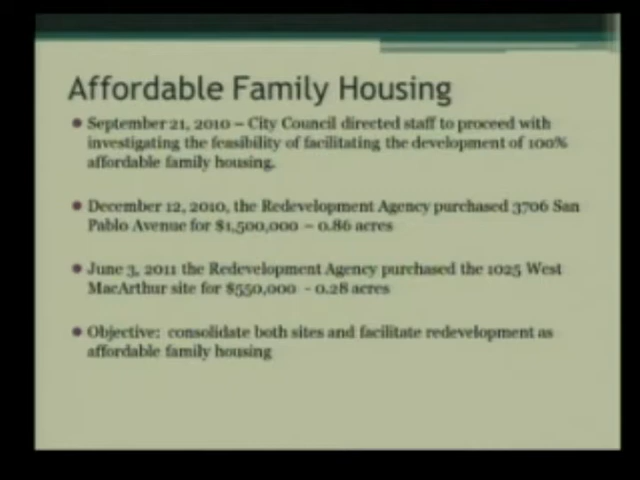 Affordable Family Housing
September 21, 2010 – City Council directed staff to proceed with
investigating the feasibility of facilitating the development of 100%
affordable family housing.
December 12, 2010, the Redevelopment Agency purchased 3706 San
Pablo Avenue for $1,500,000 – 0.86 acres
June 3, 2011 the Redevelopment Agency purchased the 1025 West
MacArthur site for $550,000 - 0.28 acres
Objective: consolidate both sites and facilitate redevelopment as
affordable family housing